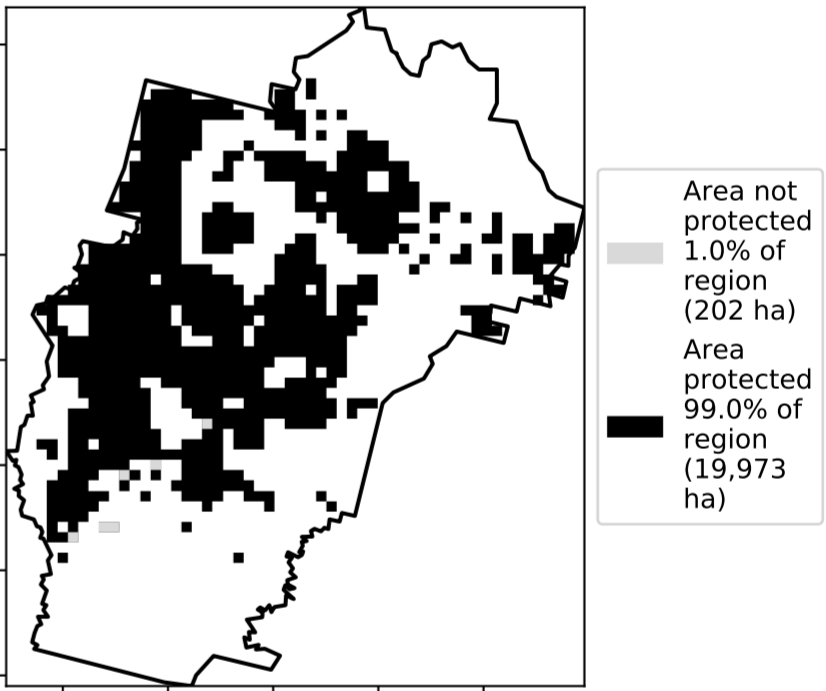 Area not
protected
1.0% of
region
(202 ha)
Area
protected
99.0% of
region
(19,973
ha)